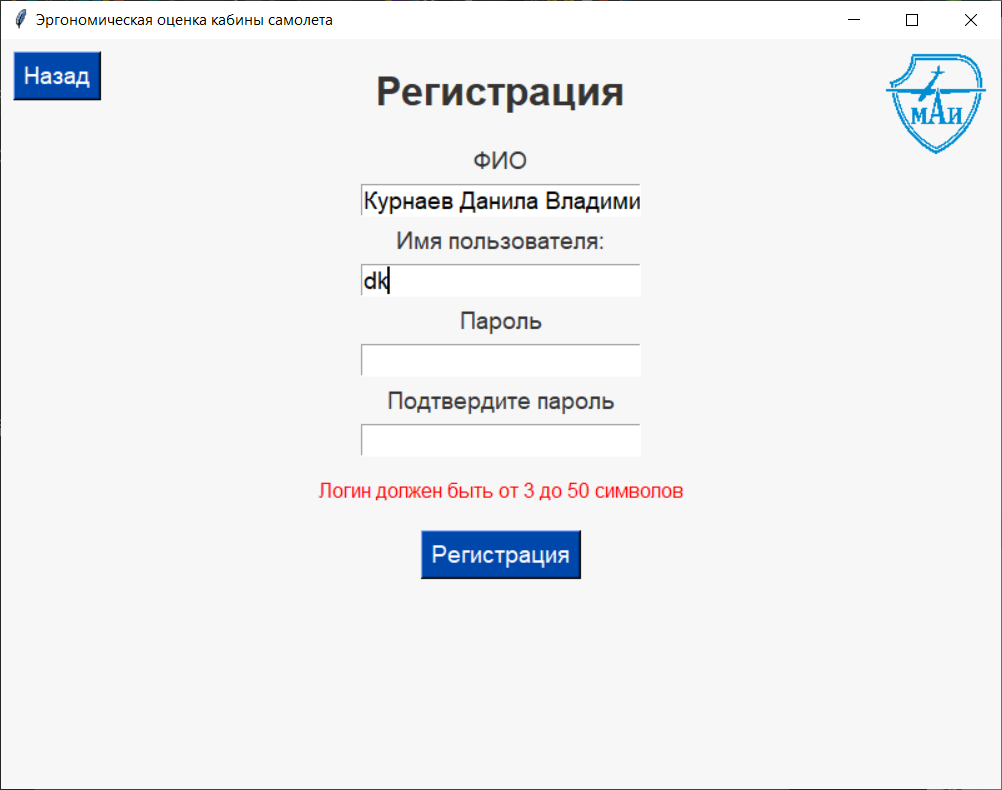 Эргономическая оценка кабины самолета
Назад
Регистрация
МАИ
ФИО
Курнаев Данила Владими
Имя пользователя:
dk
Пароль
Подтвердите пароль
Логин должен быть от 3 до 50 символов
Регистрация